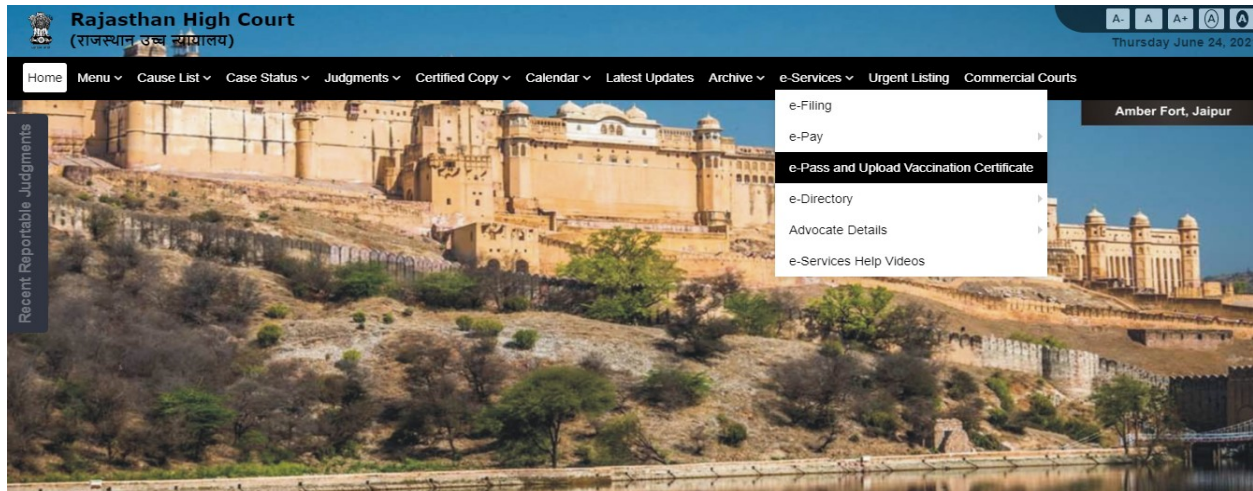 Rajasthan High Court
(राजस्थान उच्च न्यायालय)
A- A A+ A A
Thursday June 24, 202
Home Menu Cause List Case Status Judgments Certified Copy Calendar Latest Updates Archive e-Services Urgent Listing Commercial Courts
e-Filing
e-Pay
e-Pass and Upload Vaccination Certificate
e-Directory
Advocate Details
e-Services Help Videos
Amber Fort, Jaipur
Recent Reportable Judgments